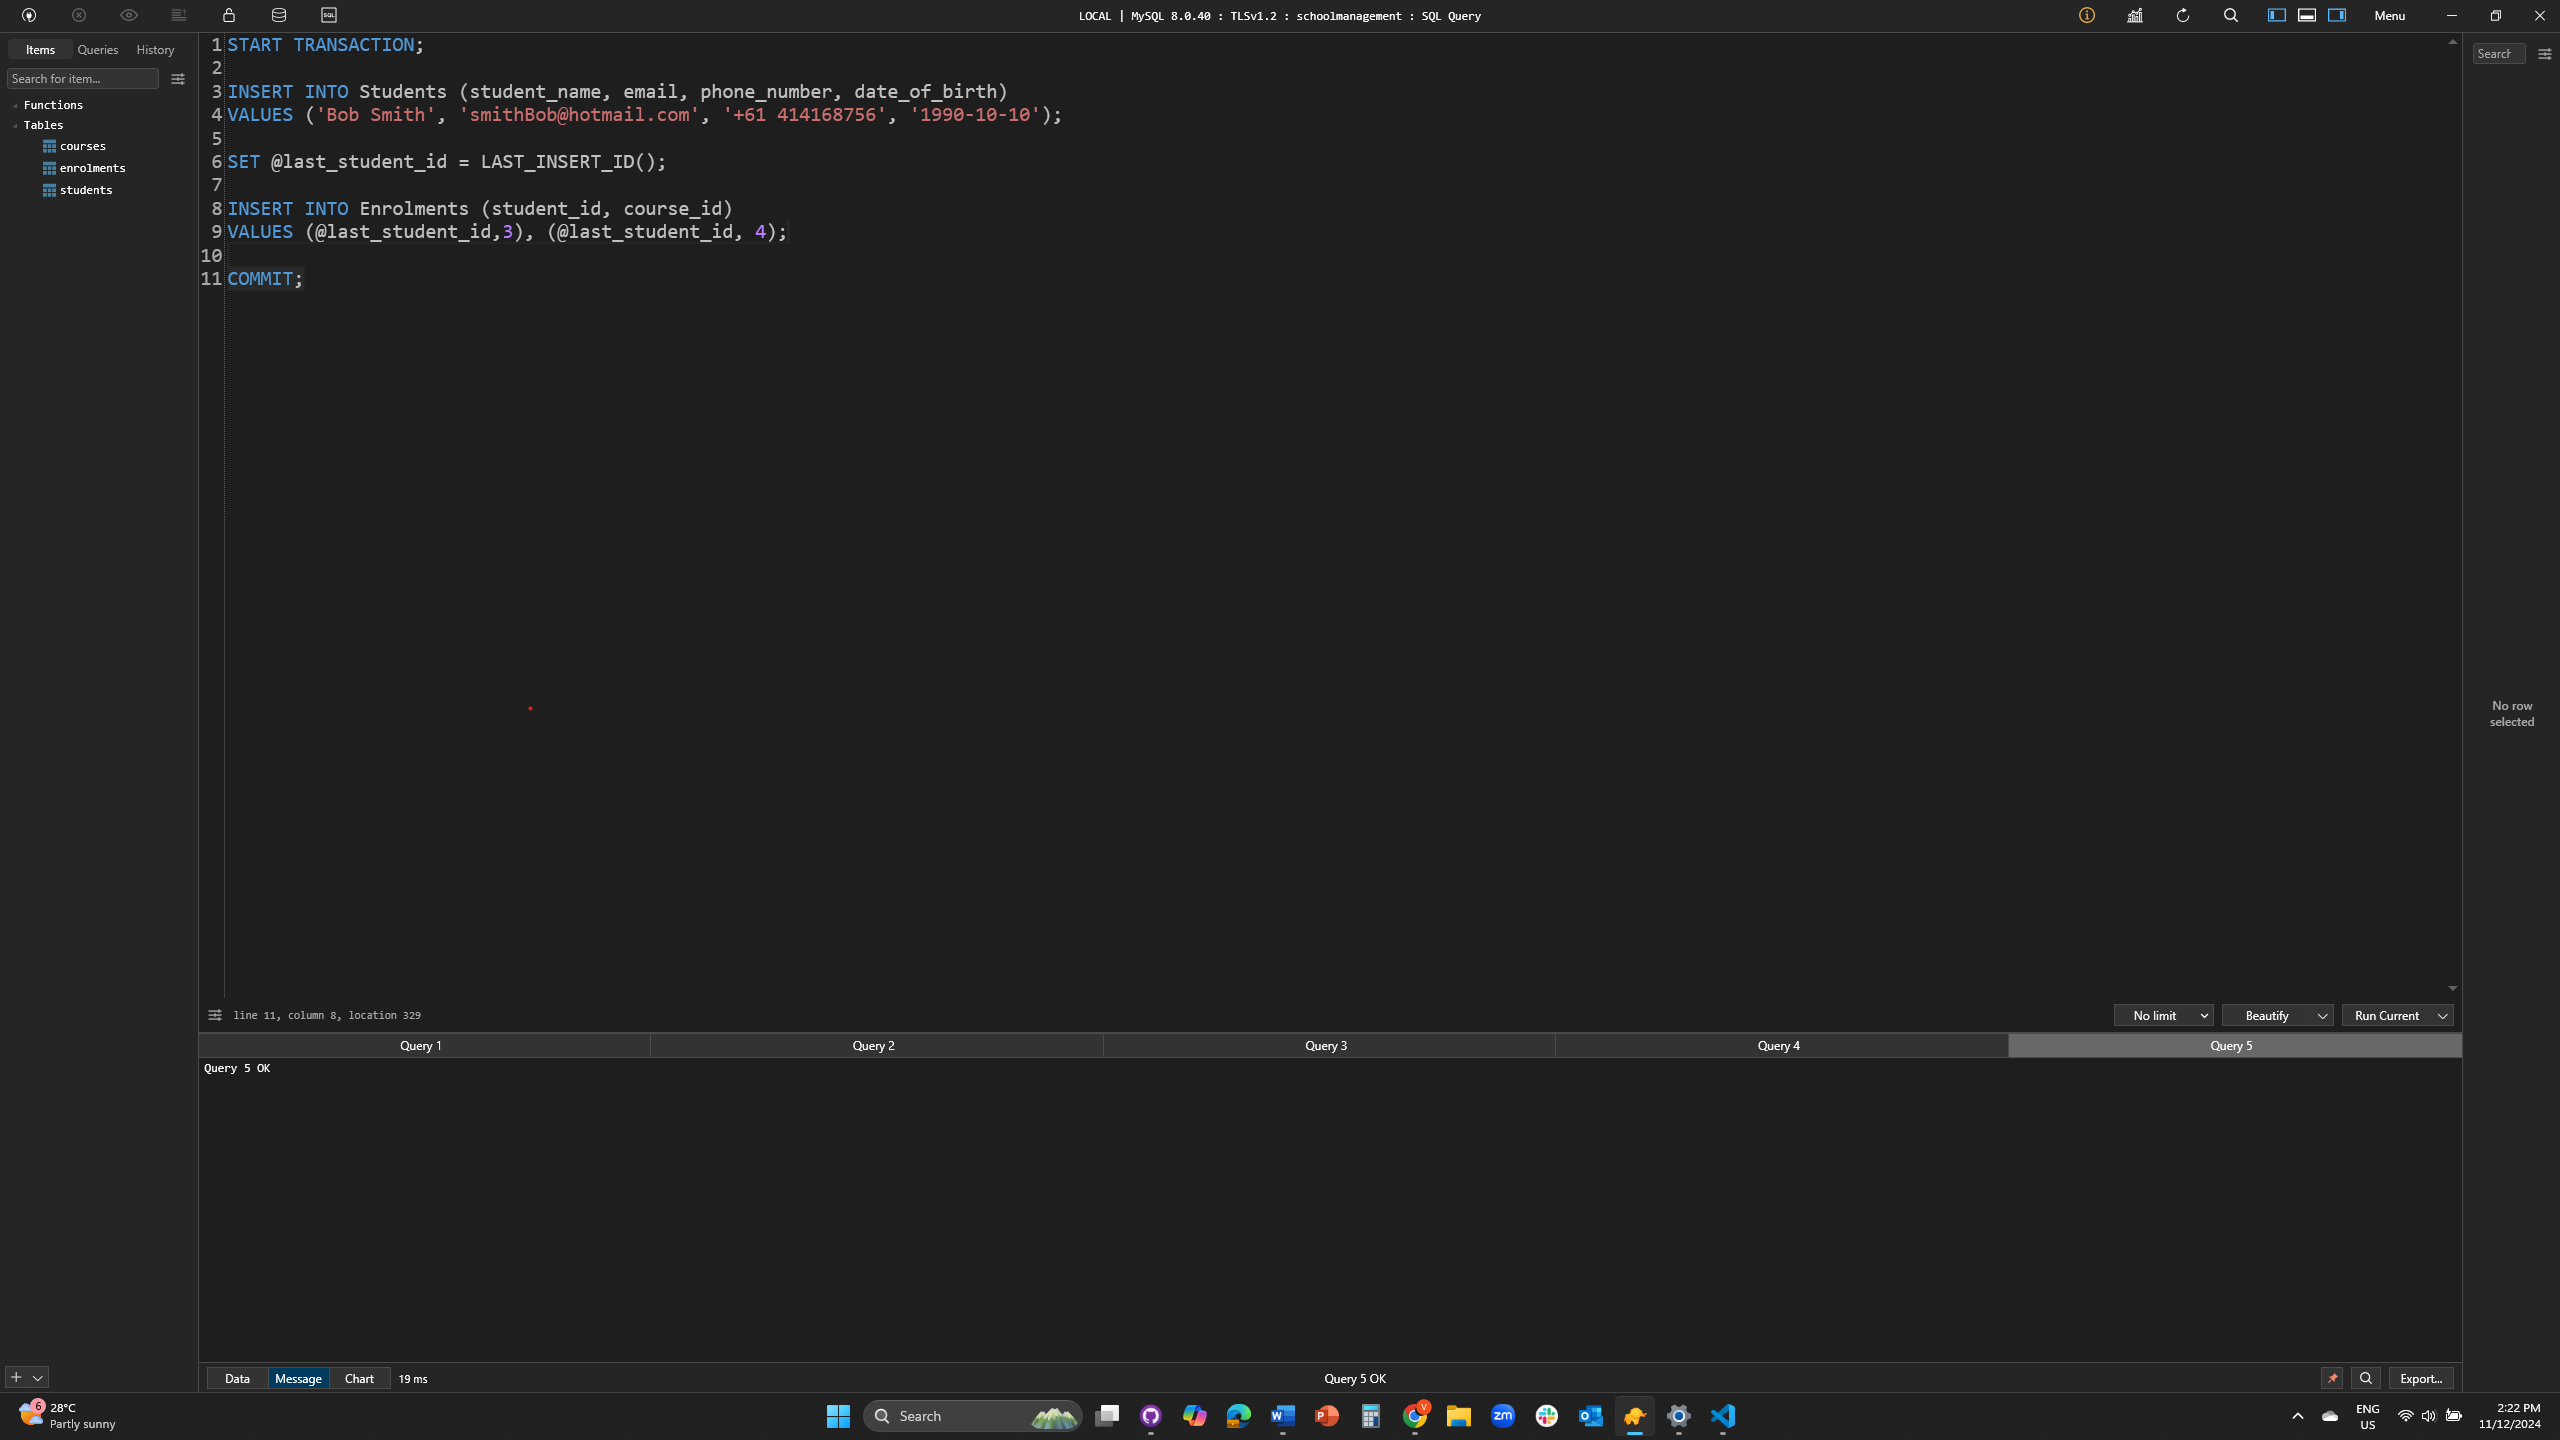 LOCAL | MySQL 8.0.40 : TLSv1.2 : schoolmanagement : SQL Query
Menu
Items Queries History
Search for item...
Functions
Tables
courses
enrolments
students
1 START TRANSACTION;
2
3 INSERT INTO Students (student_name, email, phone_number, date_of_birth)
4 VALUES ('Bob Smith', 'smithBob@hotmail.com', '+61 414168756', '1990-10-10');
5
6 SET @last_student_id = LAST_INSERT_ID();
7
8 INSERT INTO Enrolments (student_id, course_id)
9 VALUES (@last_student_id,3), (@last_student_id, 4);
10
11 COMMIT;
Search
No row
selected
line 11, column 8, location 329
No limit Beautify Run Current
Query 1 Query 2 Query 3 Query 4 Query 5
Query 5 OK
Data Message Chart 19 ms
Query 5 OK
Export...
6
28°C
Partly sunny
Search
ENG
US
2:22 PM
11/12/2024